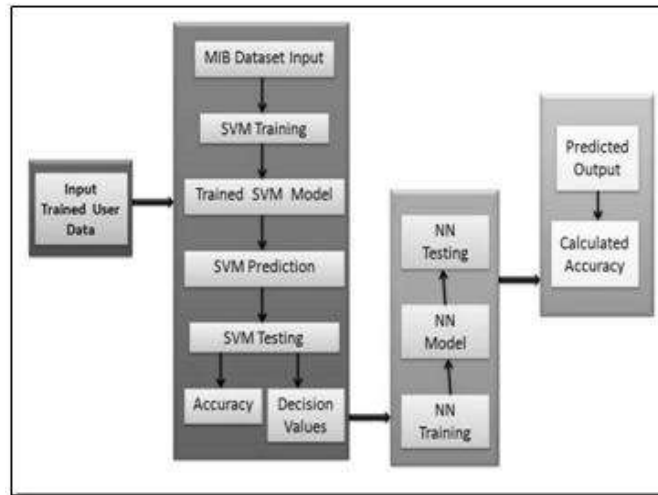 Input
Trained User
Data
MIB Dataset Input
SVM Training
Trained SVM Model
SVM Prediction
SVM Testing
Accuracy
Decision
Values
NN
Testing
NN
Model
NN
Training
Predicted
Output
Calculated
Accuracy